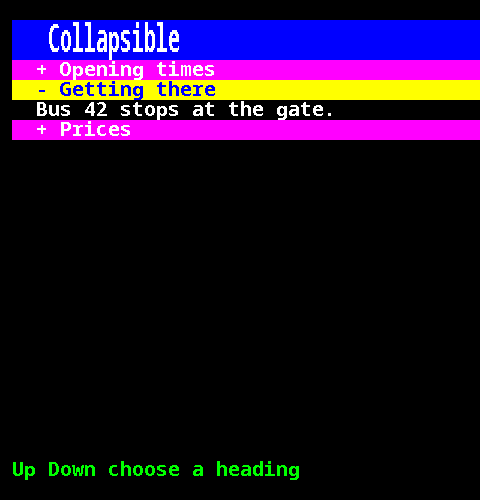 Collapsible
+ Opening times
- Getting there
Bus 42 stops at the gate.
+ Prices
Up Down choose a heading